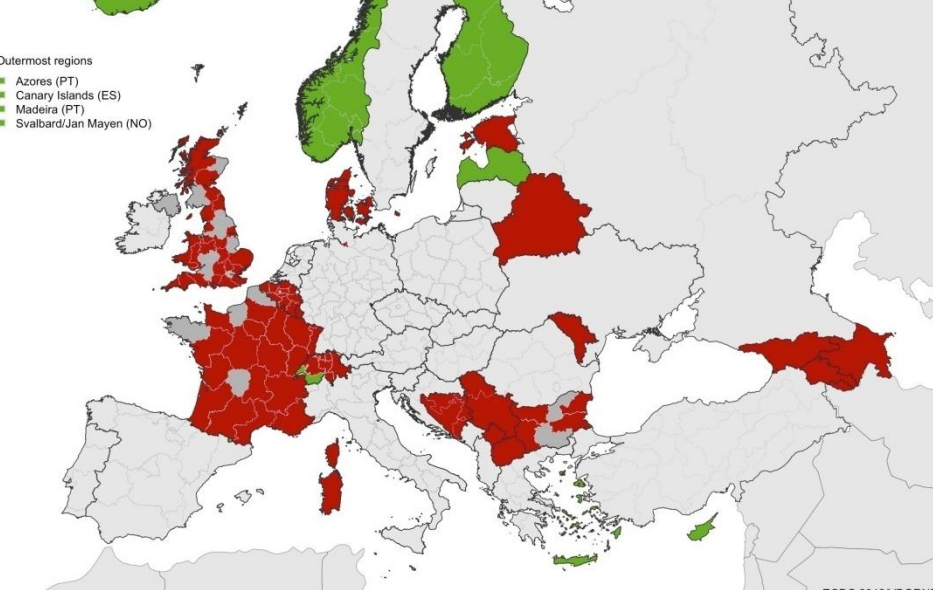 Outermost regions
Azores (PT)
Canary Islands (ES)
Madeira (PT)
Svalbard/Jan Mayen (NO)